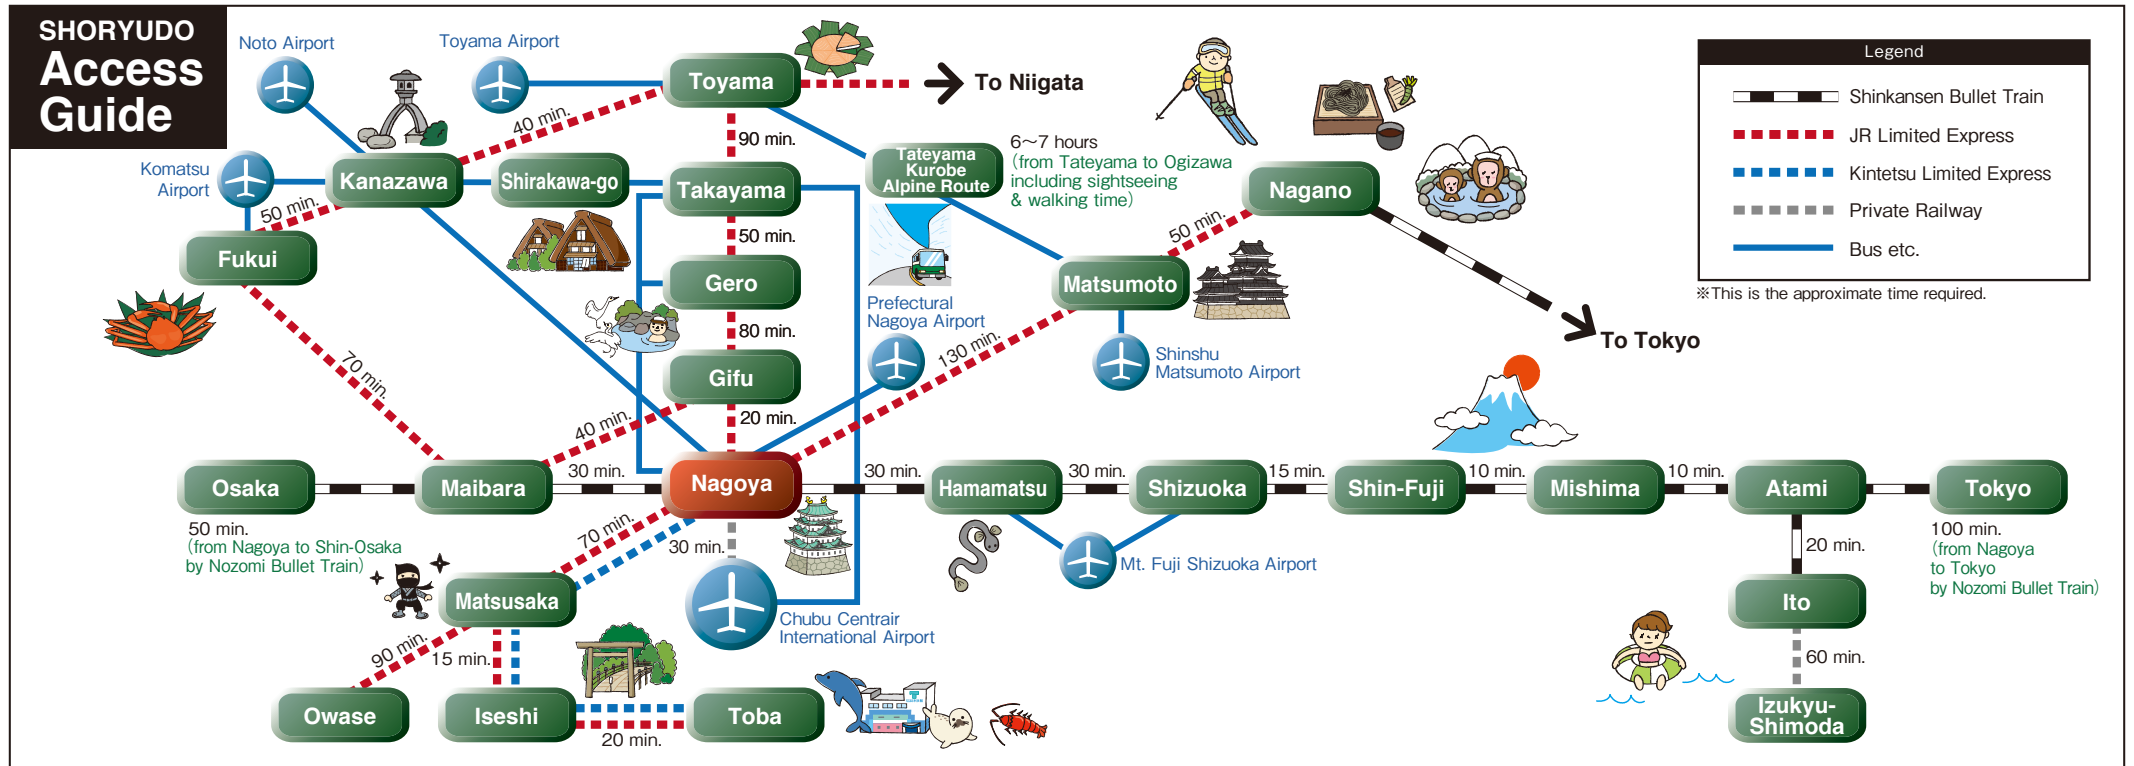 SHORYUDO
Access
Guide
Noto Airport
Toyama Airport
Toyama
To Niigata
40 min.
90 min.
Komatsu
Airport
Kanazawa
Shirakawa-go
Takayama
Tateyama
Kurobe
Alpine Route
6～7 hours
(from Tateyama to Ogizawa
including sightseeing
& walking time)
Nagano
50 min.
50 min.
50 min.
Fukui
Gero
Matsumoto
Prefectural
Nagoya Airport
80 min.
130 min.
Shinshu
Matsumoto Airport
To Tokyo
70 min.
Gifu
40 min.
20 min.
Osaka
Maibara
30 min.
Nagoya
30 min.
Hamamatsu
30 min.
Shizuoka
15 min.
Shin-Fuji
10 min.
Mishima
10 min.
Atami
Tokyo
50 min.
(from Nagoya to Shin-Osaka
by Nozomi Bullet Train)
70 min.
30 min.
Mt. Fuji Shizuoka Airport
20 min.
100 min.
(from Nagoya
to Tokyo
by Nozomi Bullet Train)
Matsusaka
Chubu Centrair
International Airport
Ito
90 min.
15 min.
60 min.
Owase
Iseshi
Toba
20 min.
Izukyu-
Shimoda
Legend
Shinkansen Bullet Train
JR Limited Express
Kintetsu Limited Express
Private Railway
Bus etc.
※This is the approximate time required.